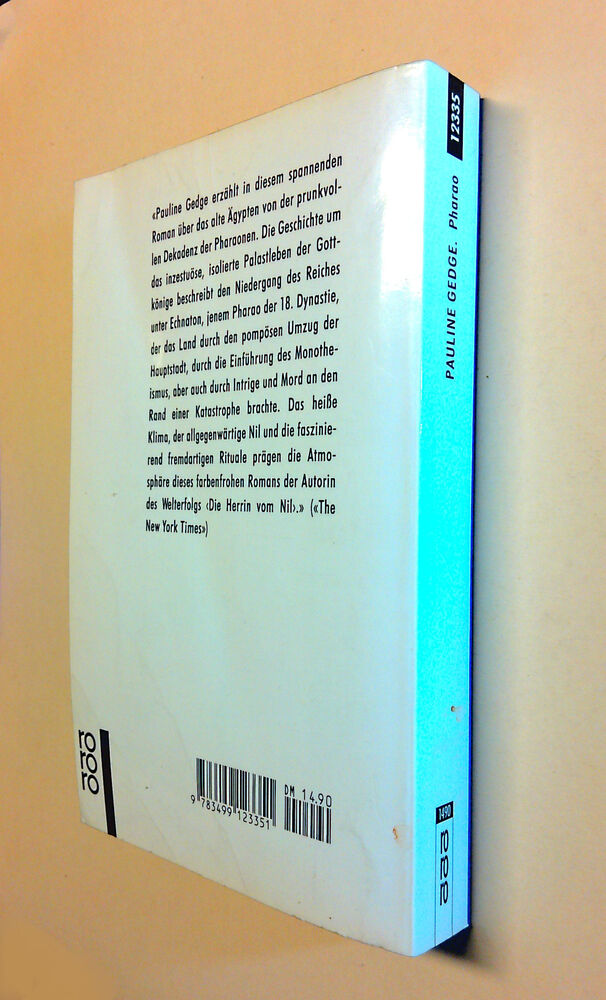 «Pauline Gedge erzählt in diesem spannenden
Roman über das alte Ägypten von der prunkvol-
len Dekadenz der Pharaonen. Die Geschichte um
das inzestuöse, isolierte Palastleben der Gott-
könige beschreibt den Niedergang des Reiches
unter Echnaton, jenem Pharao der 18. Dynastie,
der das Land durch den pompösen Umzug der
Hauptstadt, durch die Einführung des Monothe-
ismus, aber auch durch Intrige und Mord an den
Rand einer Katastrophe brachte. Das heiße
Klima, der allgegenwärtige Nil und die faszinie-
rend fremdartigen Rituale prägen die Atmo-
sphäre dieses farbenfrohen Romans der Autorin
des Welterfolgs ‹Die Herrin vom Nil›.» («The
New York Times»)
ro
ro
ro
DM 14.90
9 783499 123351
PAULINE GEDGE. Pharao 12335
1490